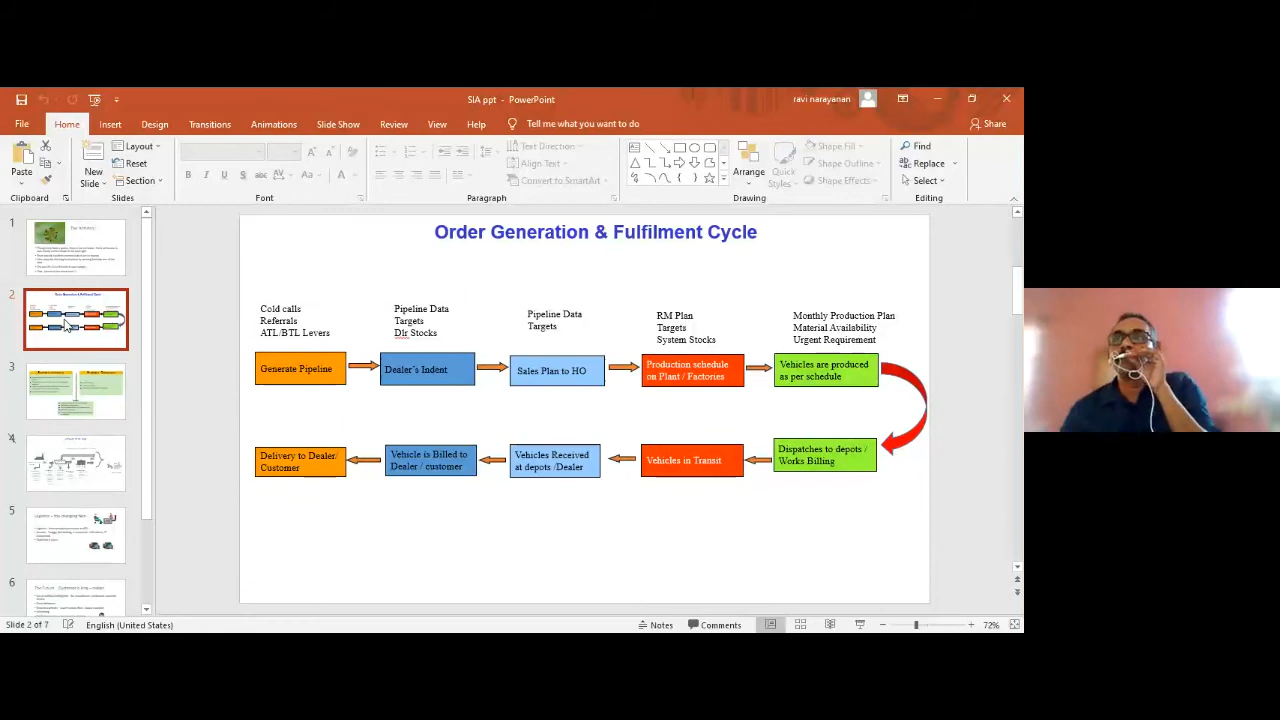 SIA ppt - PowerPoint
ravi narayanan
File
Home
Insert
Design
Transitions
Animations
Slide Show
Review
View
Help
Tell me what you want to do
Share
Paste
Clipboard
New
Slide
Layout
Reset
Section
Slides
Font
Text Direction
Align Text
Convert to SmartArt
Paragraph
Arrange
Quick
Styles
Shape Fill
Shape Outline
Shape Effects
Drawing
Find
Replace
Select
Editing
1
2
3
4
5
6
Order Generation & Fulfilment Cycle
Cold calls
Referrals
ATL/BTL Levers
Pipeline Data
Targets
Dlr Stocks
Pipeline Data
Targets
RM Plan
Targets
System Stocks
Monthly Production Plan
Material Availability
Urgent Requirement
Generate Pipeline
Dealer's Indent
Sales Plan to HO
Production schedule
on Plant / Factories
Vehicles are produced
as per schedule
Delivery to Dealer/
Customer
Vehicle is Billed to
Dealer / customer
Vehicles Received
at depots /Dealer
Vehicles in Transit
Dispatches to depots /
Works Billing
Slide 2 of 7
English (United States)
Notes
Comments
72%